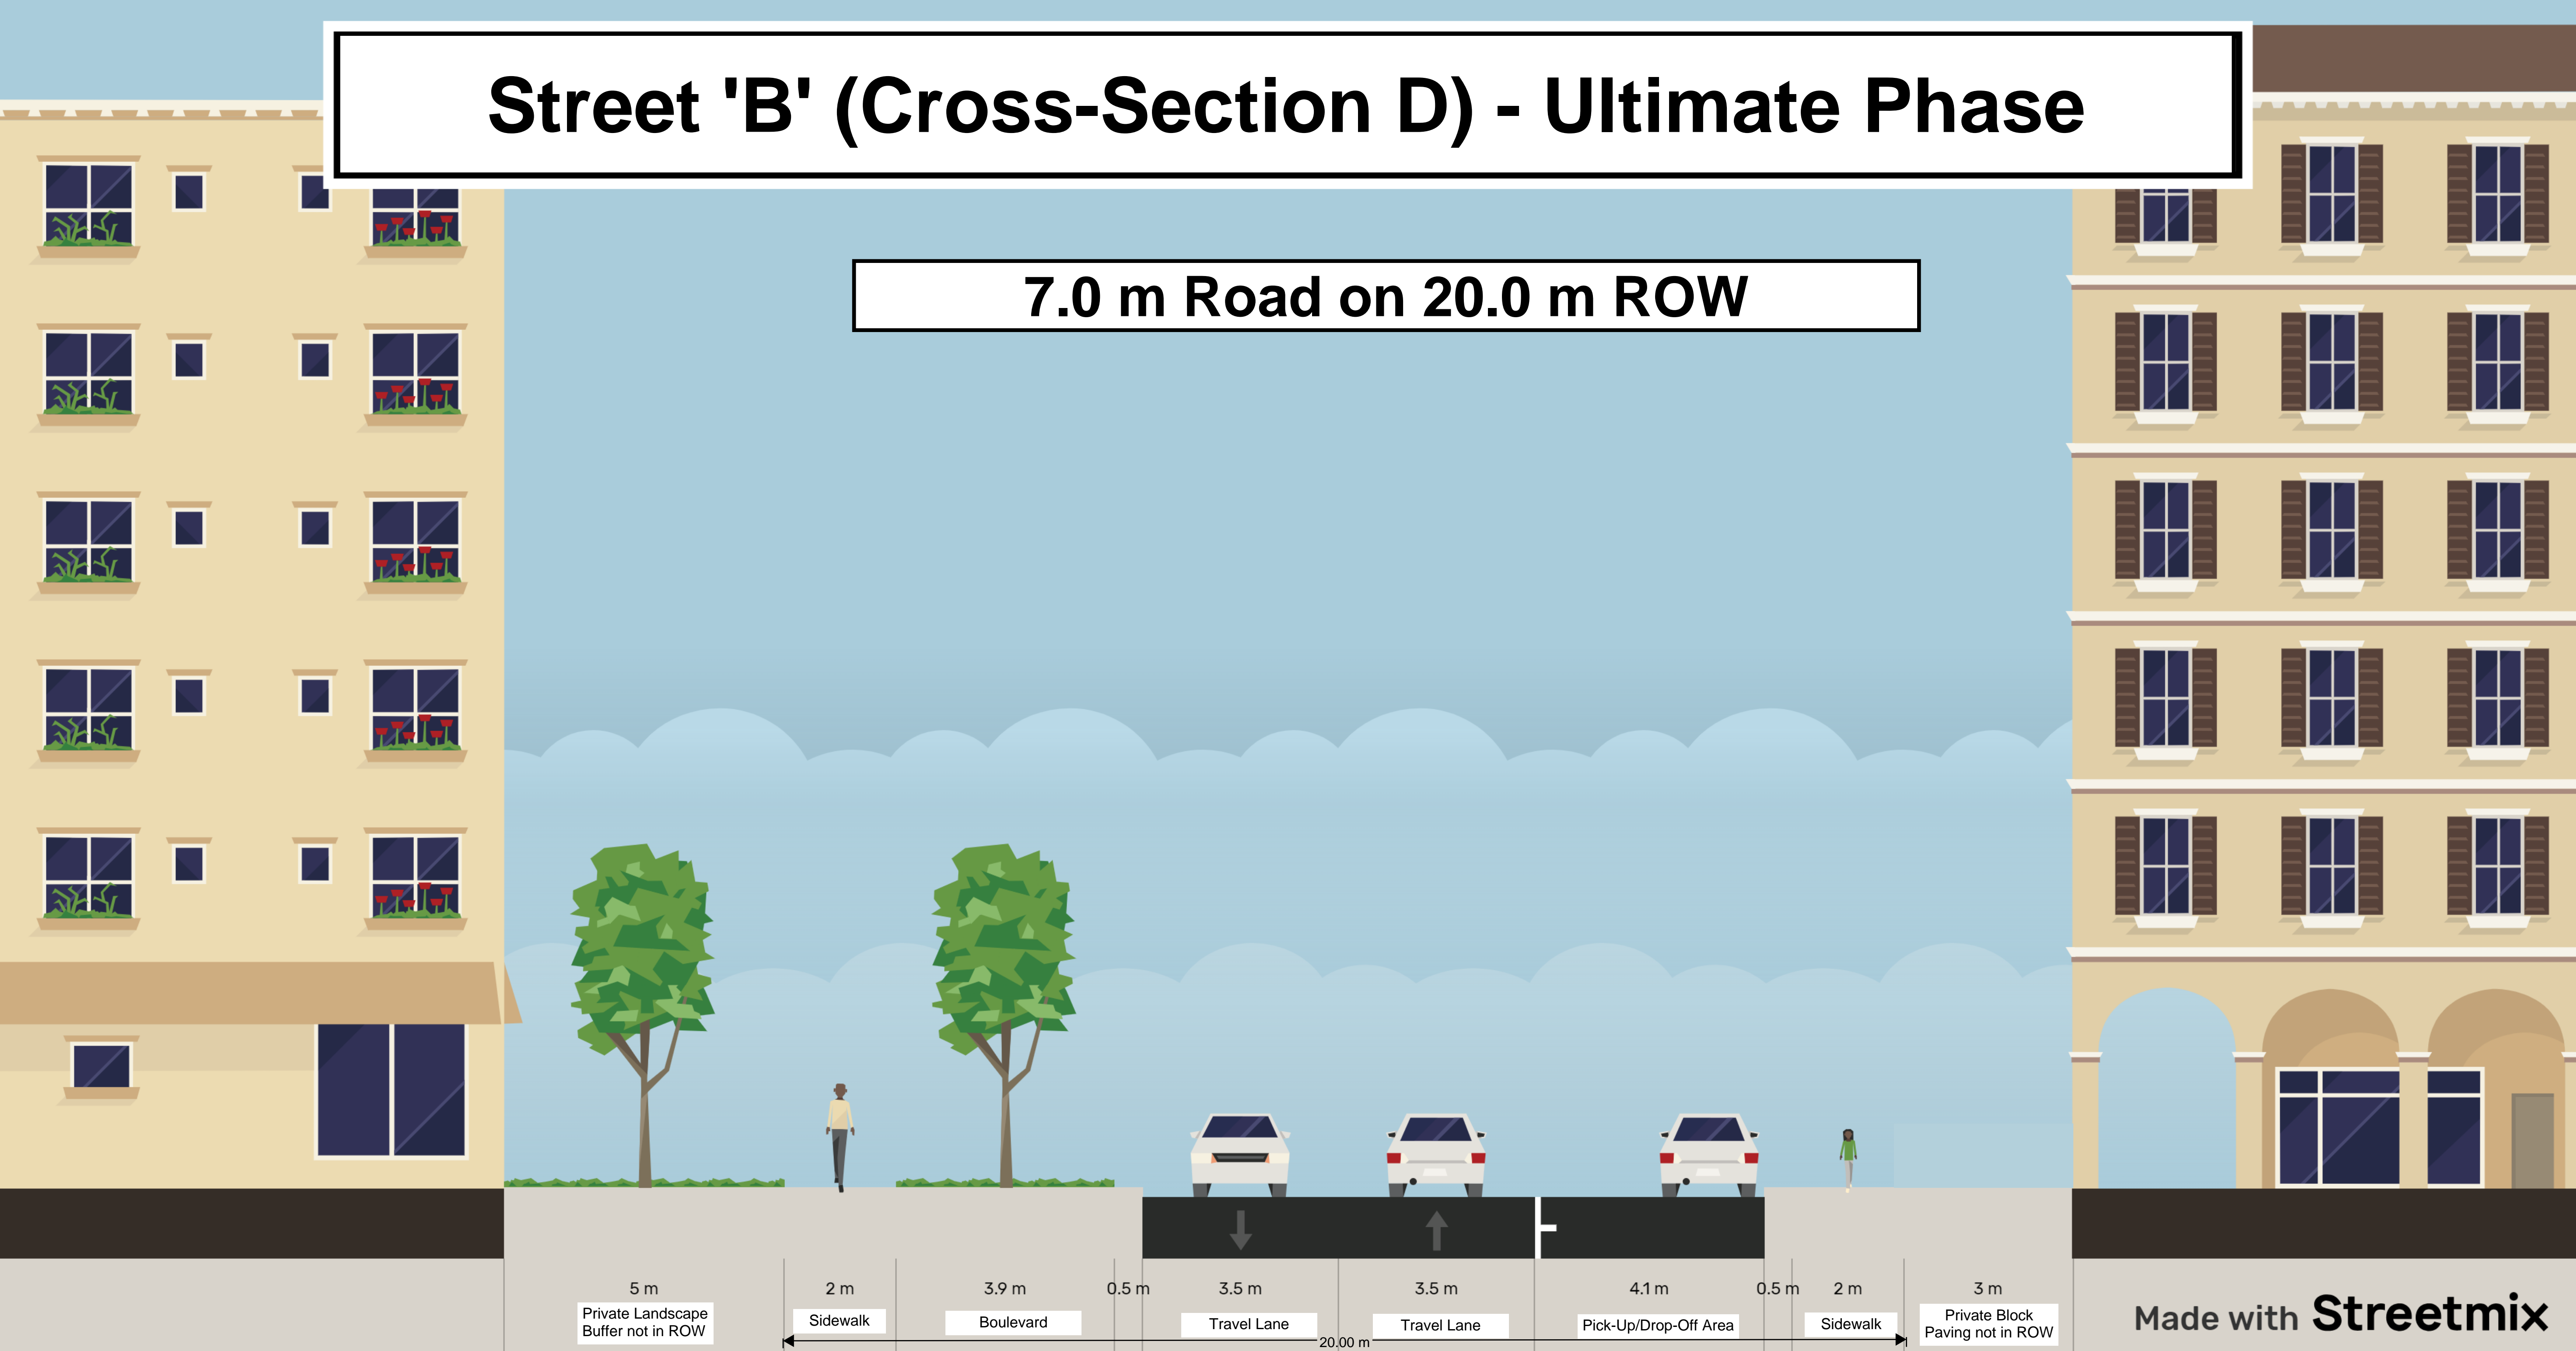 Street 'B' (Cross-Section D) - Ultimate Phase
7.0 m Road on 20.0 m ROW
5 m
2 m
3.9 m
0.5 m
3.5 m
3.5 m
4.1 m
0.5 m
2 m
3 m
Private Landscape
Buffer not in ROW
Sidewalk
Boulevard
Travel Lane
Travel Lane
Pick-Up/Drop-Off Area
Sidewalk
Private Block
Paving not in ROW
20.00 m
Made with Streetmix